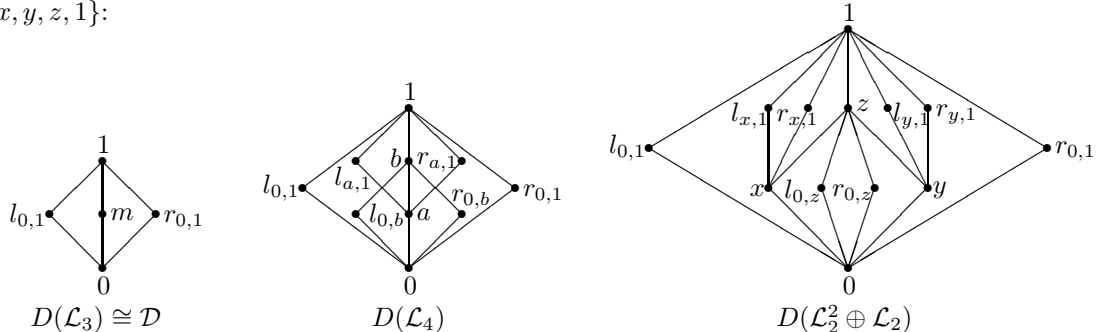 x, y, z, 1}:
1
m
l_{0,1}
r_{0,1}
0
D(\mathcal{L}_3) ≅ \mathcal{D}
1
b
r_{a,1}
l_{a,1}
l_{0,1}
r_{0,b}
r_{0,1}
l_{0,b}
a
0
D(\mathcal{L}_4)
1
l_{x,1}
r_{x,1}
z
l_{y,1}
r_{y,1}
l_{0,1}
r_{0,1}
x
l_{0,z}
r_{0,z}
y
0
D(\mathcal{L}_2^2 ⊕ \mathcal{L}_2)